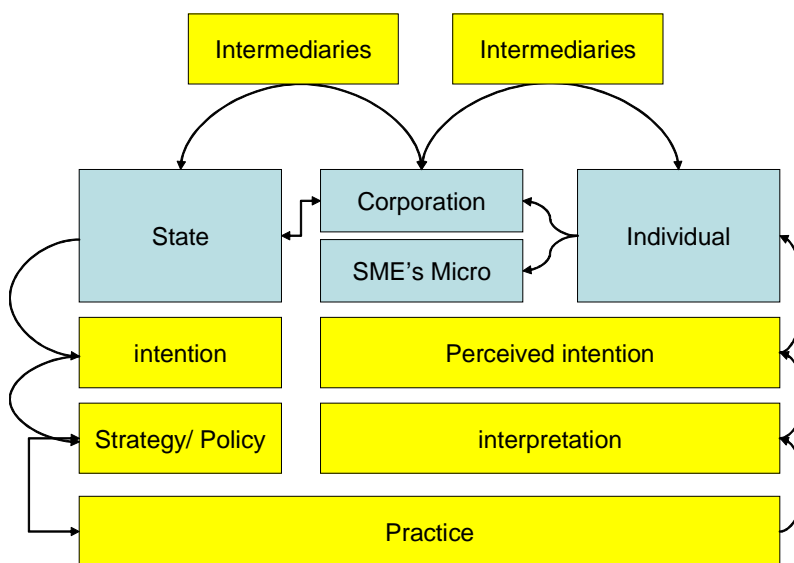 Intermediaries
Intermediaries
State
Corporation
SME's Micro
Individual
intention
Perceived intention
Strategy/ Policy
interpretation
Practice